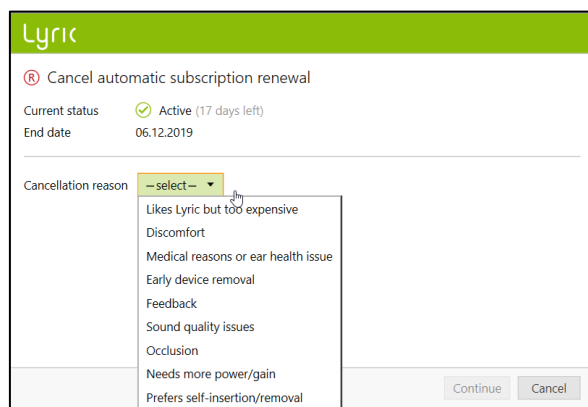 Lyric
R Cancel automatic subscription renewal
Current status Active (17 days left)
End date 06.12.2019
Cancellation reason —select—
Likes Lyric but too expensive
Discomfort
Medical reasons or ear health issue
Early device removal
Feedback
Sound quality issues
Occlusion
Needs more power/gain
Prefers self-insertion/removal
Continue Cancel